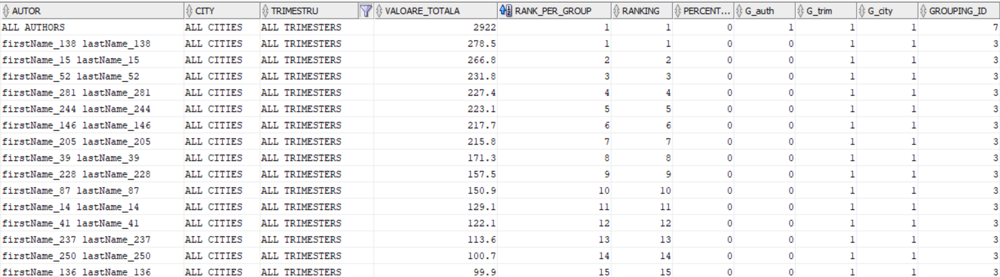 AUTOR CITY TRIMESTRU VALOARE_TOTALA RANK_PER_GROUP RANKING PERCENT... G_auth G_trim G_city GROUPING_ID
ALL AUTHORS ALL CITIES ALL TRIMESTERS 2922 1 1 0 1 1 1 7
firstName_138 lastName_138 ALL CITIES ALL TRIMESTERS 278.5 1 1 0 0 1 1 3
firstName_15 lastName_15 ALL CITIES ALL TRIMESTERS 266.8 2 2 0 0 1 1 3
firstName_52 lastName_52 ALL CITIES ALL TRIMESTERS 231.8 3 3 0 0 1 1 3
firstName_281 lastName_281 ALL CITIES ALL TRIMESTERS 227.4 4 4 0 0 1 1 3
firstName_244 lastName_244 ALL CITIES ALL TRIMESTERS 223.1 5 5 0 0 1 1 3
firstName_146 lastName_146 ALL CITIES ALL TRIMESTERS 217.7 6 6 0 0 1 1 3
firstName_205 lastName_205 ALL CITIES ALL TRIMESTERS 215.8 7 7 0 0 1 1 3
firstName_39 lastName_39 ALL CITIES ALL TRIMESTERS 171.3 8 8 0 0 1 1 3
firstName_228 lastName_228 ALL CITIES ALL TRIMESTERS 157.5 9 9 0 0 1 1 3
firstName_87 lastName_87 ALL CITIES ALL TRIMESTERS 150.9 10 10 0 0 1 1 3
firstName_14 lastName_14 ALL CITIES ALL TRIMESTERS 129.1 11 11 0 0 1 1 3
firstName_41 lastName_41 ALL CITIES ALL TRIMESTERS 122.1 12 12 0 0 1 1 3
firstName_237 lastName_237 ALL CITIES ALL TRIMESTERS 113.6 13 13 0 0 1 1 3
firstName_250 lastName_250 ALL CITIES ALL TRIMESTERS 100.7 14 14 0 0 1 1 3
firstName_136 lastName_136 ALL CITIES ALL TRIMESTERS 99.9 15 15 0 0 1 1 3